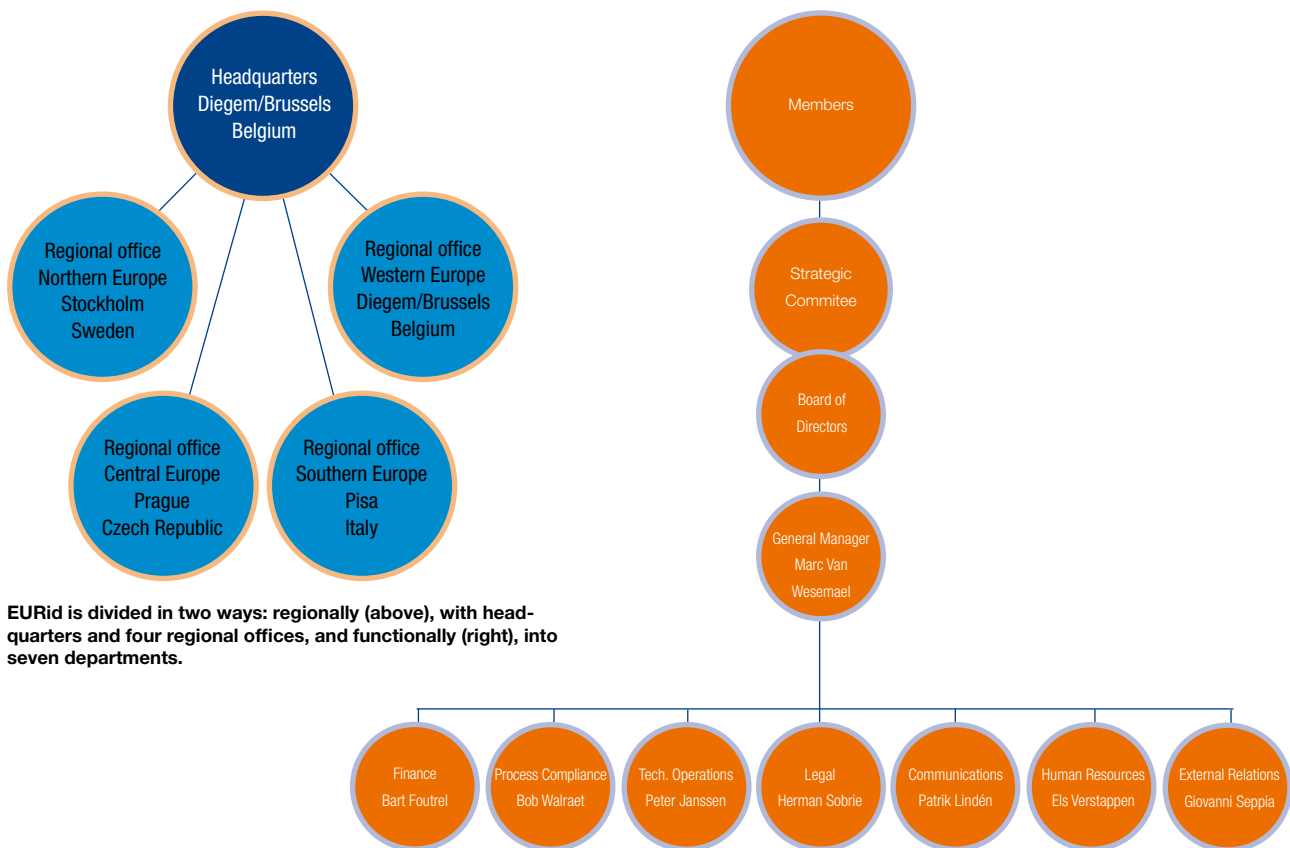 Headquarters
Diegem/Brussels
Belgium
Regional office
Northern Europe
Stockholm
Sweden
Regional office
Western Europe
Diegem/Brussels
Belgium
Regional office
Central Europe
Prague
Czech Republic
Regional office
Southern Europe
Pisa
Italy
EURid is divided in two ways: regionally (above), with head-
quarters and four regional offices, and functionally (right), into
seven departments.
Members
Strategic
Commitee
Board of
Directors
General Manager
Marc Van
Wesemael
Finance
Bart Foutrel
Process Compliance
Bob Walraet
Tech. Operations
Peter Janssen
Legal
Herman Sobrie
Communications
Patrik Lindén
Human Resources
Els Verstappen
External Relations
Giovanni Seppia